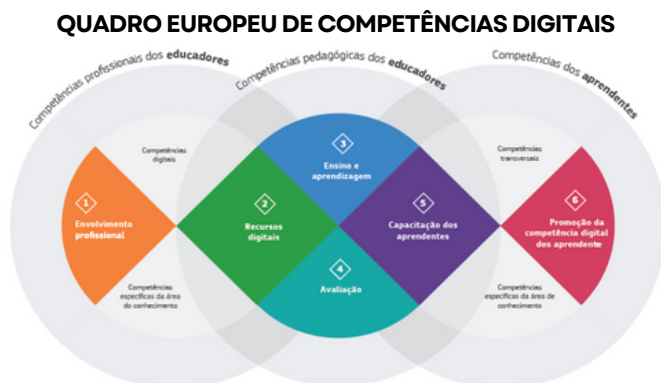 QUADRO EUROPEU DE COMPETÊNCIAS DIGITAIS
Competências profissionais dos educadores
Competências pedagógicas dos educadores
Competências dos aprendentes
Competências
digitais
Competências
transversais
3
Ensino e
aprendizagem
1
Envolvimento
profissional
2
Recursos
digitais
5
Capacitação dos
aprendentes
6
Promoção da
competência digital
dos aprendente
4
Avaliação
Competências
específicas da área
do conhecimento
Competências
específicas da área de
conhecimento